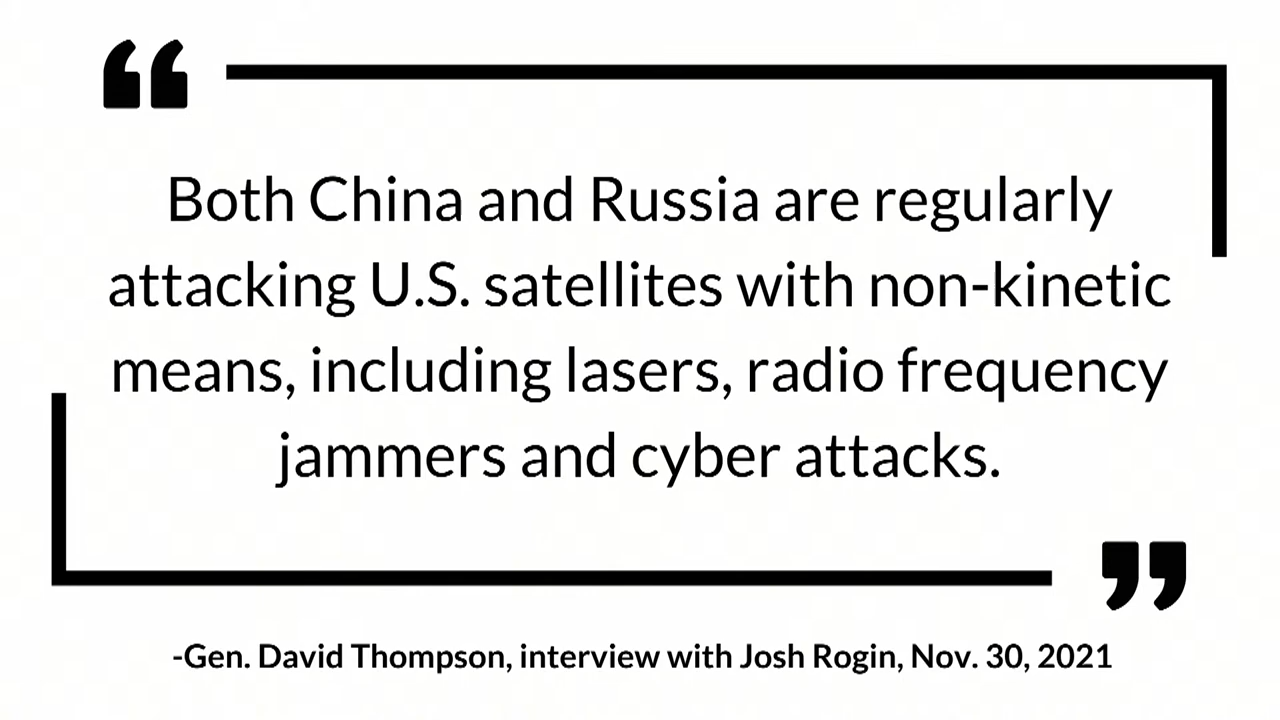 “
Both China and Russia are regularly
attacking U.S. satellites with non-kinetic
means, including lasers, radio frequency
jammers and cyber attacks.
”
-Gen. David Thompson, interview with Josh Rogin, Nov. 30, 2021